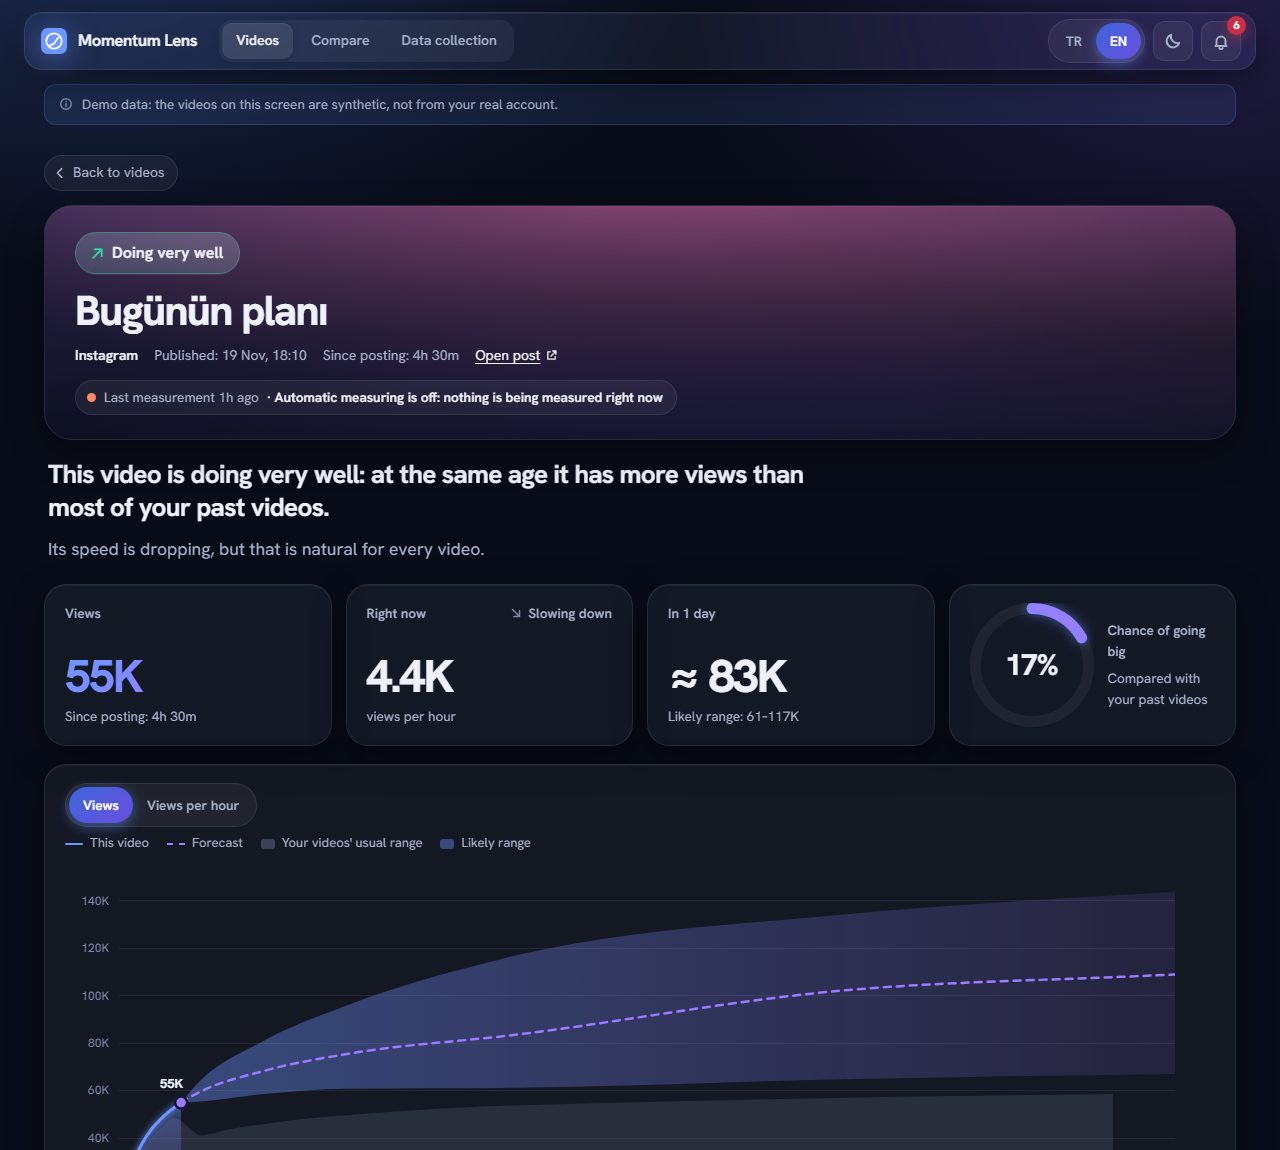 Momentum Lens
Videos
Compare
Data collection
TR
EN
6
Demo data: the videos on this screen are synthetic, not from your real account.
Back to videos
Doing very well
Bugünün planı
Instagram Published: 19 Nov, 18:10 Since posting: 4h 30m Open post
Last measurement 1h ago · Automatic measuring is off: nothing is being measured right now
This video is doing very well: at the same age it has more views than
most of your past videos.
Its speed is dropping, but that is natural for every video.
Views
55K
Since posting: 4h 30m
Right now
Slowing down
4.4K
views per hour
In 1 day
≈ 83K
Likely range: 61–117K
17%
Chance of going
big
Compared with
your past videos
Views
Views per hour
This video
Forecast
Your videos' usual range
Likely range
140K
120K
100K
80K
60K
40K
55K